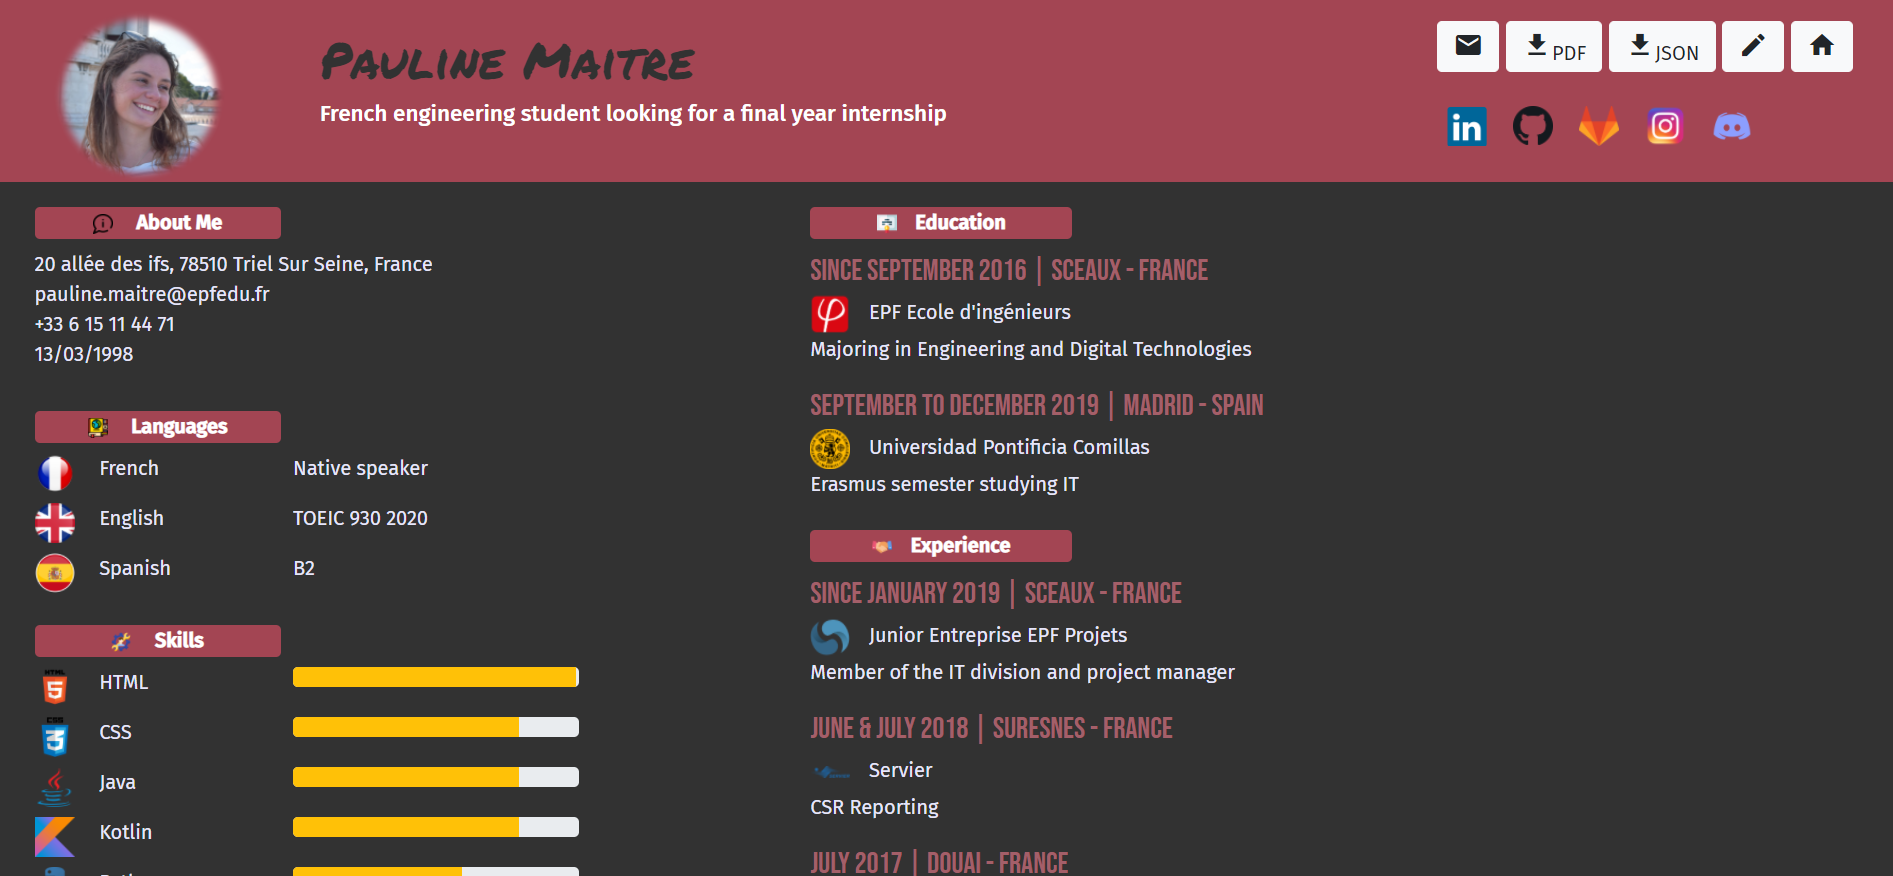 Pauline Maitre
French engineering student looking for a final year internship
PDF
JSON
About Me
20 allée des ifs, 78510 Triel Sur Seine, France
pauline.maitre@epfedu.fr
+33 6 15 11 44 71
13/03/1998
Languages
French Native speaker
English TOEIC 930 2020
Spanish B2
Skills
HTML
CSS
Java
Kotlin
Education
SINCE SEPTEMBER 2016 | SCEAUX - FRANCE
EPF Ecole d'ingénieurs
Majoring in Engineering and Digital Technologies
SEPTEMBER TO DECEMBER 2019 | MADRID - SPAIN
Universidad Pontificia Comillas
Erasmus semester studying IT
Experience
SINCE JANUARY 2019 | SCEAUX - FRANCE
Junior Entreprise EPF Projets
Member of the IT division and project manager
JUNE & JULY 2018 | SURESNES - FRANCE
Servier
CSR Reporting
JULY 2017 | DOUAI - FRANCE